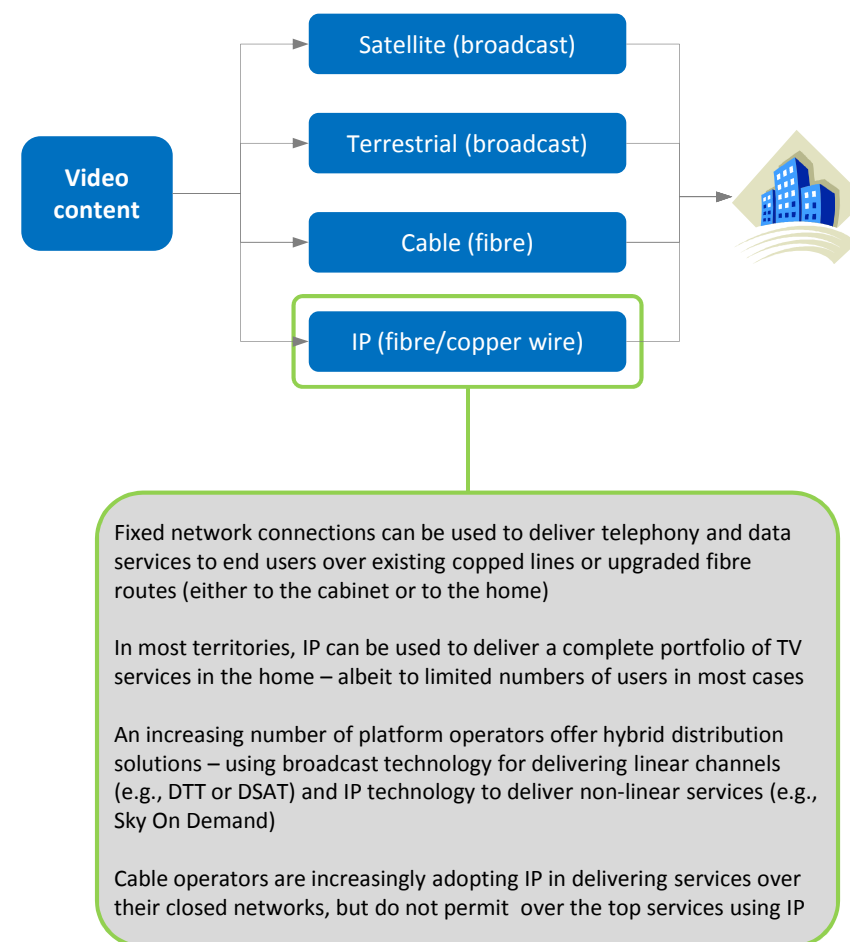 Satellite (broadcast)
Terrestrial (broadcast)
Video
content
Cable (fibre)
IP (fibre/copper wire)
Fixed network connections can be used to deliver telephony and data
services to end users over existing copped lines or upgraded fibre
routes (either to the cabinet or to the home)
In most territories, IP can be used to deliver a complete portfolio of TV
services in the home – albeit to limited numbers of users in most cases
An increasing number of platform operators offer hybrid distribution
solutions – using broadcast technology for delivering linear channels
(e.g., DTT or DSAT) and IP technology to deliver non-linear services (e.g.,
Sky On Demand)
Cable operators are increasingly adopting IP in delivering services over
their closed networks, but do not permit  over the top services using IP